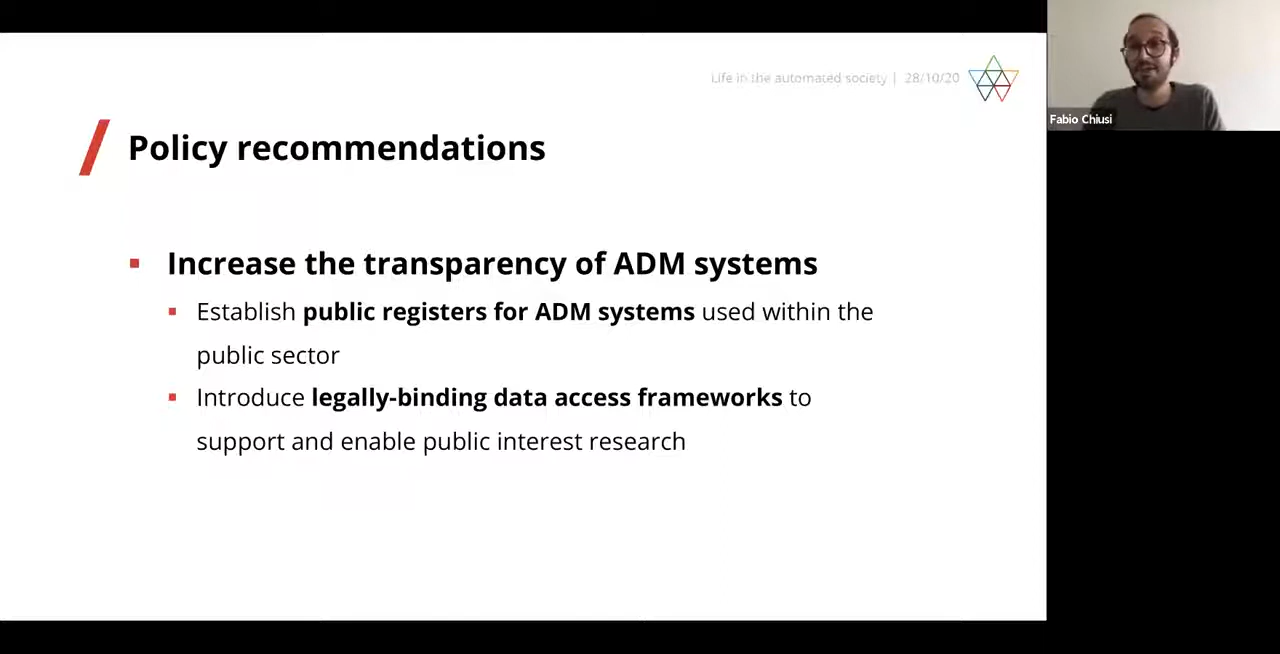 Life in the automated society | 28/10/20
Fabio Chiusi
Policy recommendations
Increase the transparency of ADM systems
Establish public registers for ADM systems used within the
public sector
Introduce legally-binding data access frameworks to
support and enable public interest research